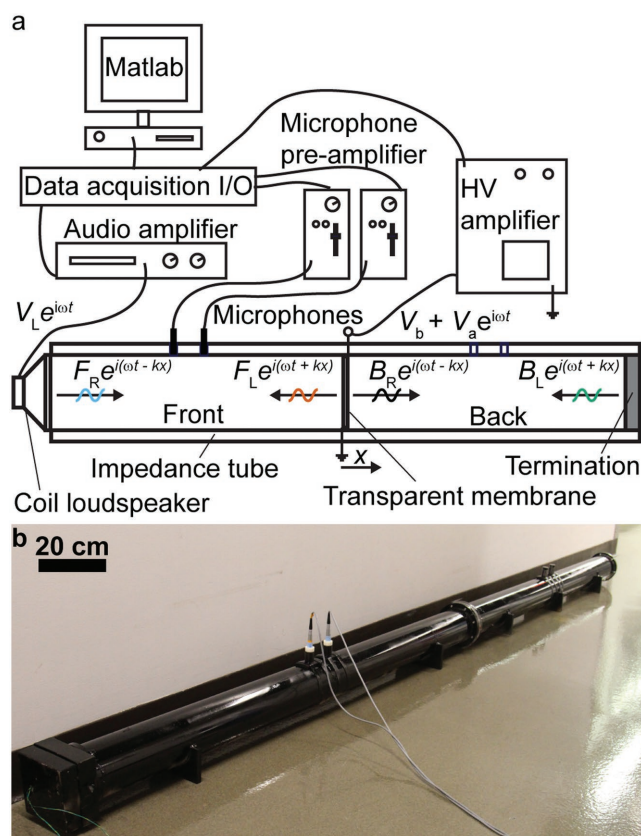 a
Matlab
Microphone
pre-amplifier
Data acquisition I/O
HV
amplifier
Audio amplifier
V_L e^{iωt}
Microphones
V_b + V_a e^{iωt}
F_R e^{i(ωt - kx)}
F_L e^{i(ωt + kx)}
B_R e^{i(ωt - kx)}
B_L e^{i(ωt + kx)}
Front
Back
Impedance tube
x
Termination
Coil loudspeaker
Transparent membrane
b
20 cm